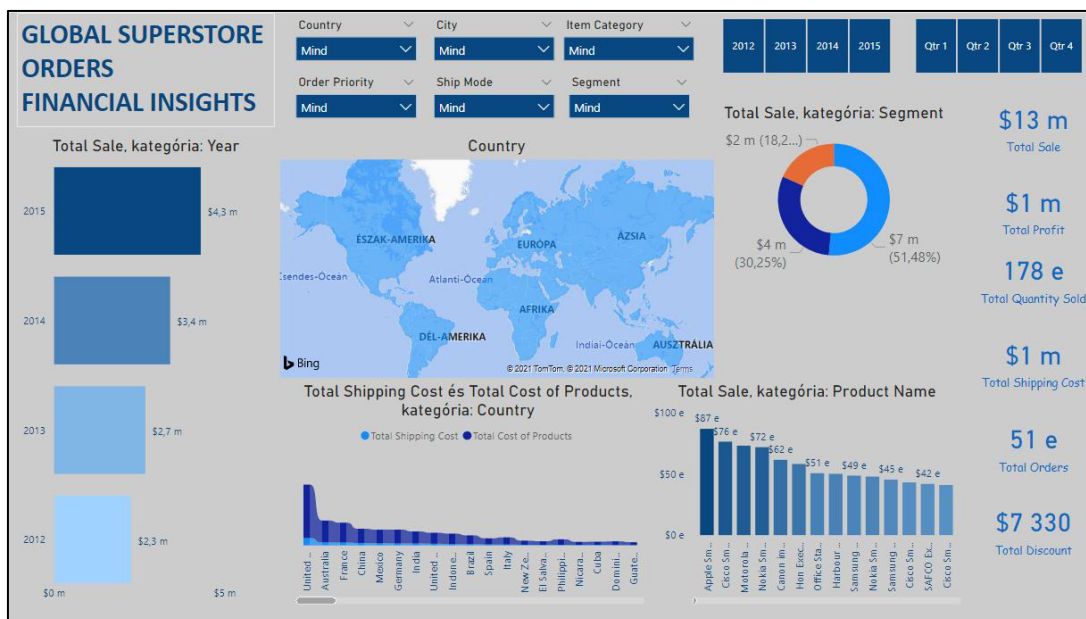 GLOBAL SUPERSTORE
ORDERS
FINANCIAL INSIGHTS
Country
Mind
City
Mind
Item Category
Mind
Order Priority
Mind
Ship Mode
Mind
Segment
Mind
2012
2013
2014
2015
Qtr 1
Qtr 2
Qtr 3
Qtr 4
Total Sale, kategória: Year
2015
$4,3 m
2014
$3,4 m
2013
$2,7 m
2012
$2,3 m
$0 m
$5 m
Country
ÉSZAK-AMERIKA
EURÓPA
ÁZSIA
Csendes-Óceán
Atlanti-Óceán
AFRIKA
DÉL-AMERIKA
Indiai-Óceán
AUSZTRÁLIA
Bing
© 2021 TomTom, © 2021 Microsoft Corporation Terms
Total Sale, kategória: Segment
$2 m (18,2...)
$4 m
(30,25%)
$7 m
(51,48%)
$13 m
Total Sale
$1 m
Total Profit
178 e
Total Quantity Sold
$1 m
Total Shipping Cost
51 e
Total Orders
$7 330
Total Discount
Total Shipping Cost és Total Cost of Products,
kategória: Country
Total Shipping Cost
Total Cost of Products
United ...
Australia
France
China
Mexico
Germany
India
United ...
Indone...
Brazil
Spain
Italy
New Ze...
El Salva...
Philippi...
Nicara...
Cuba
Domini...
Guate...
Total Sale, kategória: Product Name
$100 e
$50 e
$0 e
$87 e
$76 e
$72 e
$62 e
$51 e
$49 e
$45 e
$42 e
Apple Sm...
Cisco Sm...
Motorola ...
Nokia Sm...
Canon im...
Hon Exec...
Office Sta...
Harbour ...
Samsung ...
Nokia Sm...
Samsung ...
Cisco Sm...
SAFCO Ex...
Cisco Sm...